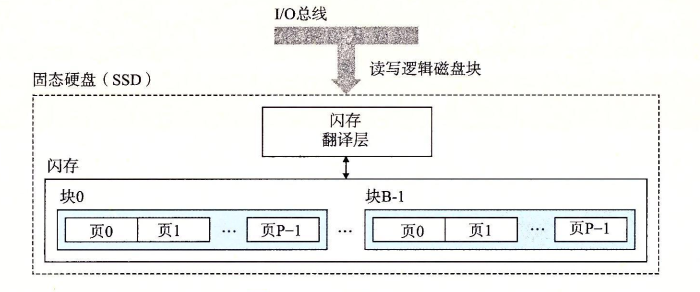 I/O总线
读写逻辑磁盘块
固态硬盘（SSD）
闪存
翻译层
闪存
块0
块B-1
页0 页1 … 页P-1 … 页0 页1 … 页P-1